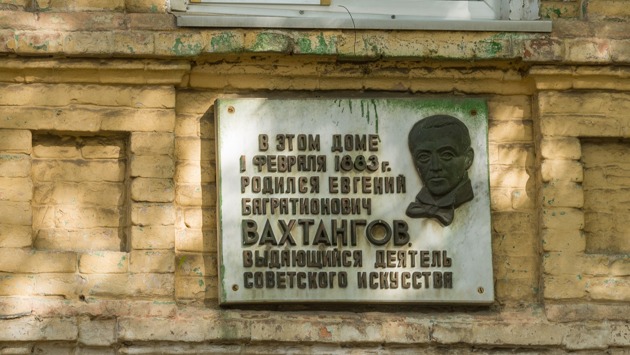 В ЭТОМ ДОМЕ
1 ФЕВРАЛЯ 1883 г.
РОДИЛСЯ ЕВГЕНИЙ
БАГРАТИОНОВИЧ
ВАХТАНГОВ,
ВЫДАЮЩИЙСЯ ДЕЯТЕЛЬ
СОВЕТСКОГО ИСКУССТВА